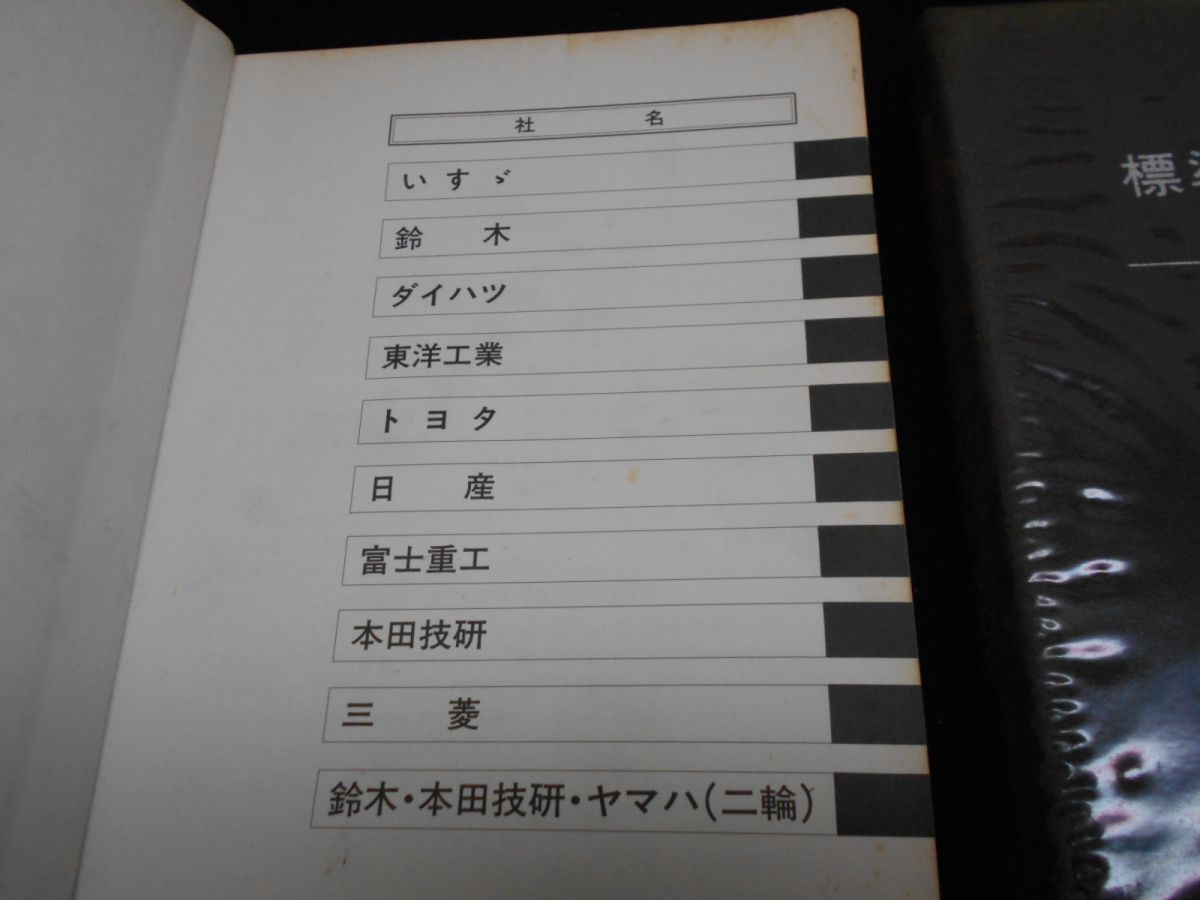 社名
いすゞ
鈴木
ダイハツ
東洋工業
トヨタ
日産
富士重工
本田技研
三菱
鈴木・本田技研・ヤマハ(二輪)
標